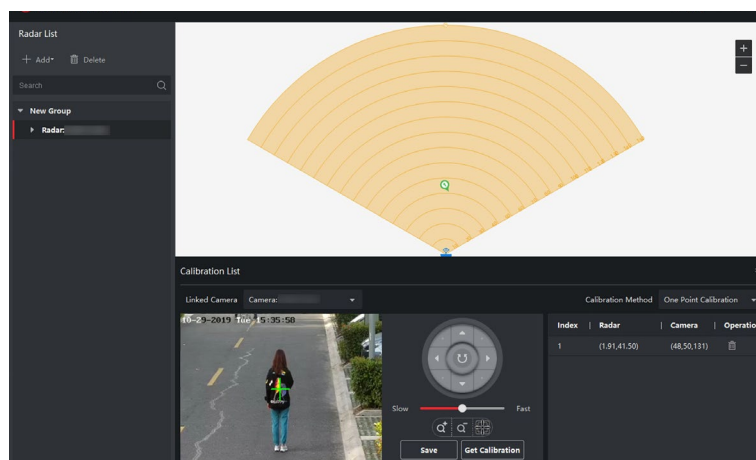 Radar List
Add
Delete
Search
New Group
Radar:
Calibration List
Linked Camera
Camera:
Calibration Method
One Point Calibration
10-29-2019 Tue 15:35:58
Slow
Fast
Save
Get Calibration
Index | Radar | Camera | Operatio
1 (1.91,41.50) (48,50,131)